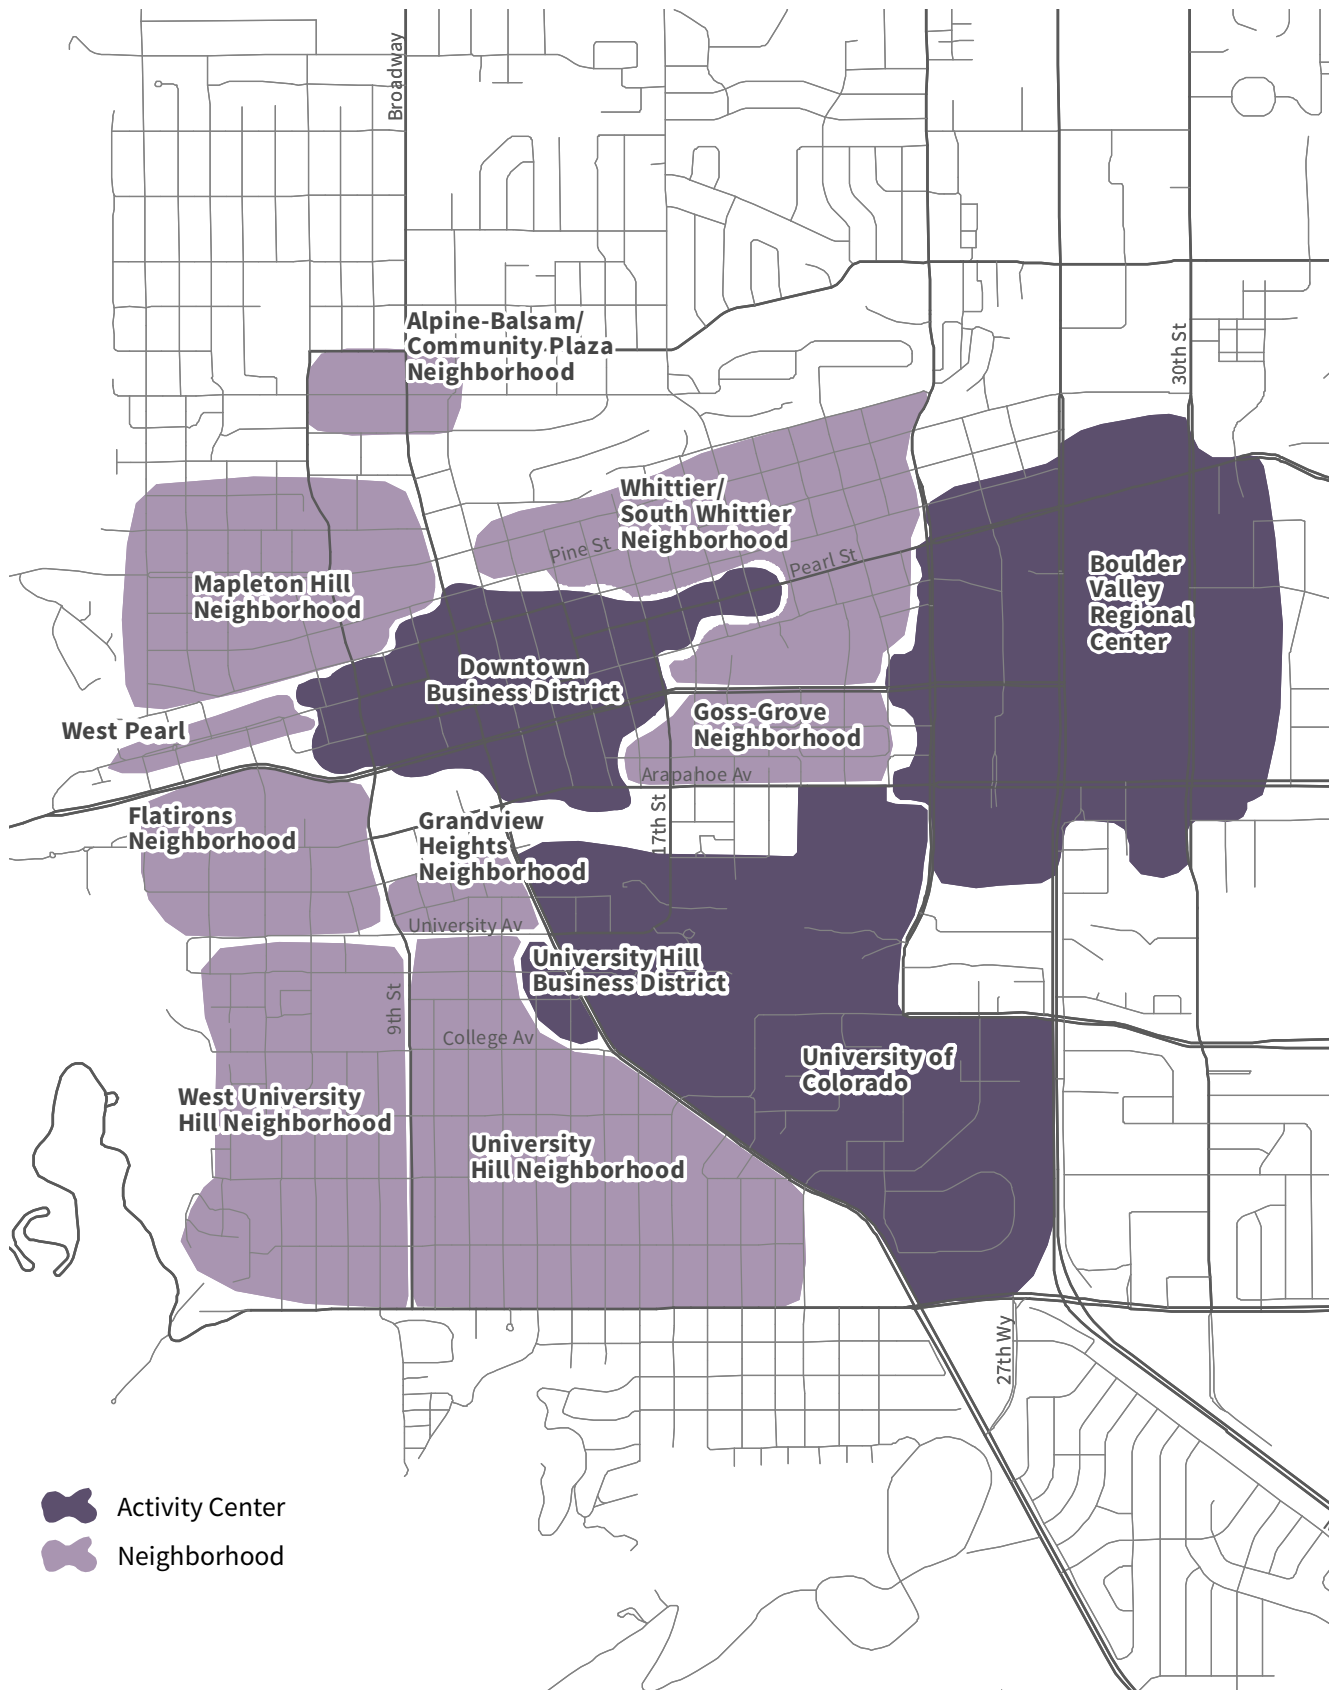 Broadway
Alpine-Balsam/
Community Plaza
Neighborhood
30th St
Whittier/
South Whittier
Neighborhood
Pine St
Pearl St
Boulder
Valley
Regional
Center
Mapleton Hill
Neighborhood
Downtown
Business District
West Pearl
Goss-Grove
Neighborhood
Arapahoe Av
17th St
Flatirons
Neighborhood
Grandview
Heights
Neighborhood
University Av
University Hill
Business District
9th St
College Av
University of
Colorado
West University
Hill Neighborhood
University
Hill Neighborhood
27th Wy
Activity Center
Neighborhood